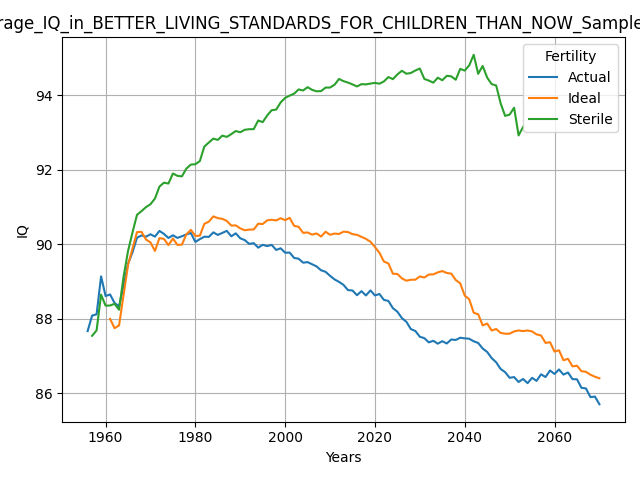 rage_IQ_in_BETTER_LIVING_STANDARDS_FOR_CHILDREN_THAN_NOW_Sample
Fertility
Actual
Ideal
Sterile
IQ
94
92
90
88
86
1960 1980 2000 2020 2040 2060
Years